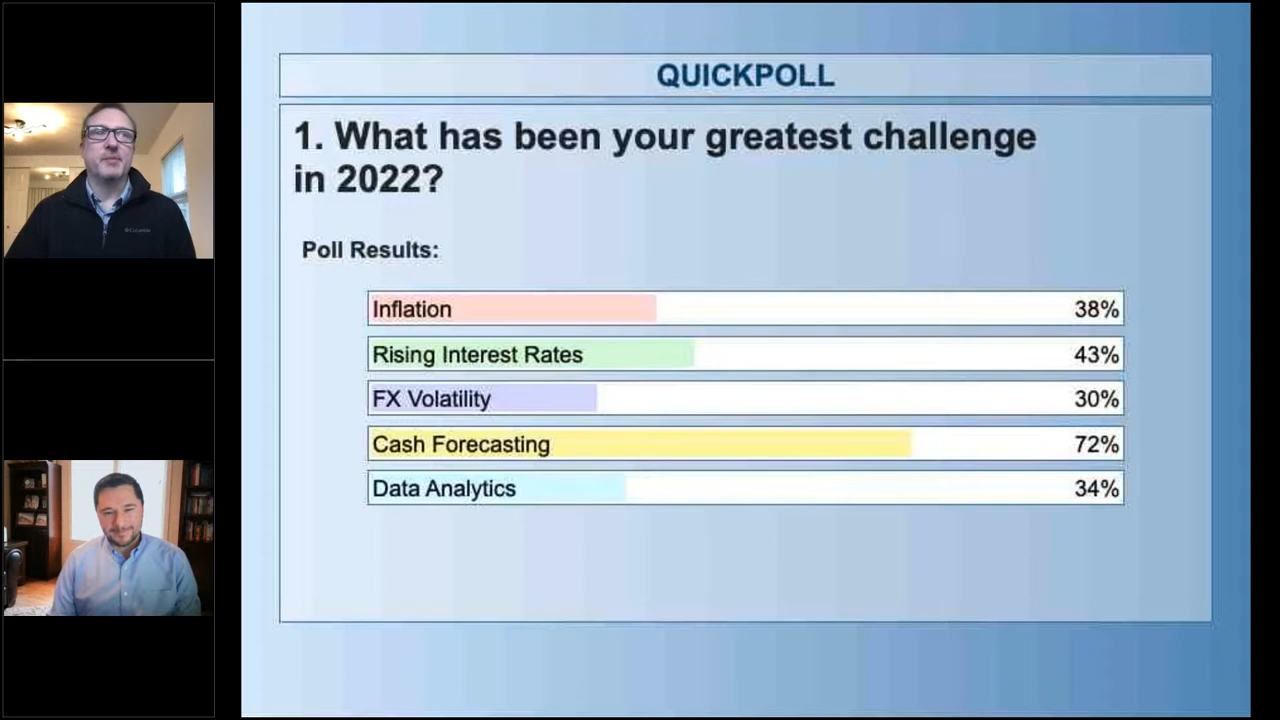 QUICKPOLL
1. What has been your greatest challenge
in 2022?
Poll Results:
Inflation 38%
Rising Interest Rates 43%
FX Volatility 30%
Cash Forecasting 72%
Data Analytics 34%
Columbia